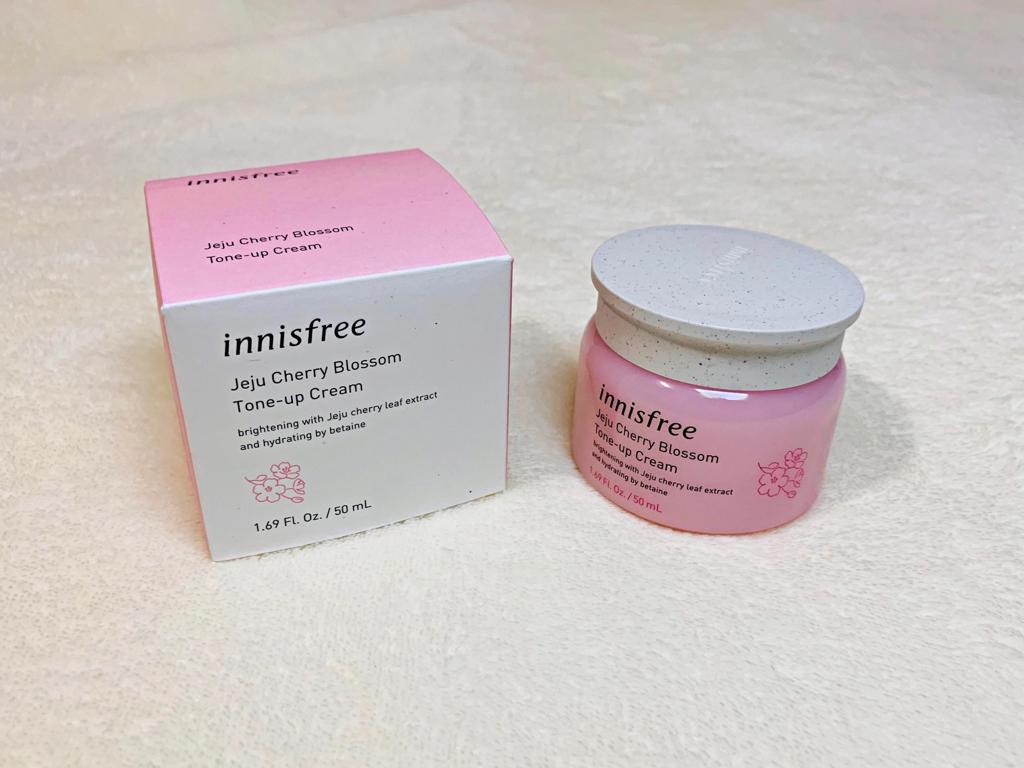 innisfree
Jeju Cherry Blossom
Tone-up Cream
innisfree
Jeju Cherry Blossom
Tone-up Cream
brightening with Jeju cherry leaf extract
and hydrating by betaine
1.69 Fl. Oz. / 50 mL
innisfree
innisfree
Jeju Cherry Blossom
Tone-up Cream
brightening with Jeju cherry leaf extract
and hydrating by betaine
1.69 Fl. Oz. / 50 mL